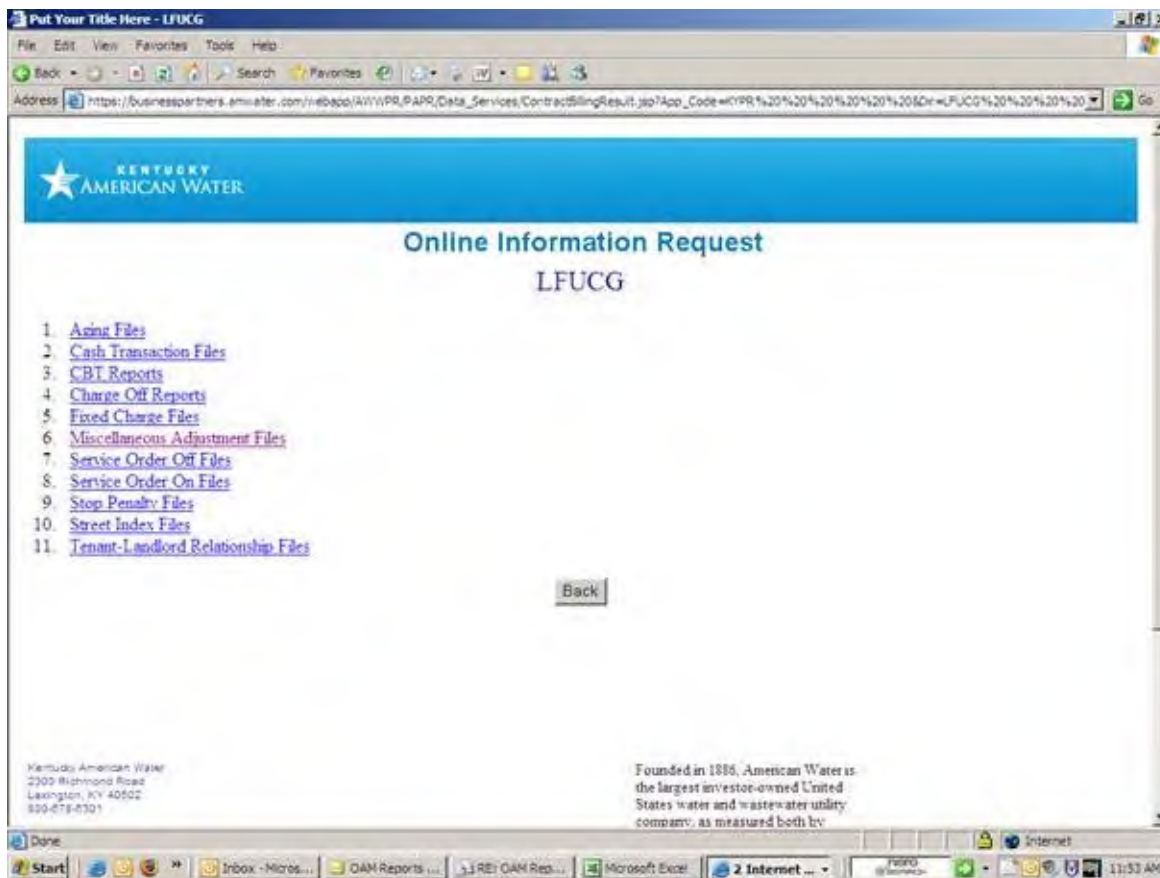 Put Your Title Here - LFUCG
File Edit View Favorites Tools Help
Back Search Favorites
Address https://businesspartners.amwater.com/webapp/AWWPR/PAPR/Data_Services/ContractBillingResult.jsp?App_Code=KYPR%20%20%20%20%20%20&Dir=LFUCG%20%20%20%20 Go
KENTUCKY
AMERICAN WATER
Online Information Request
LFUCG
1. Aging Files
2. Cash Transaction Files
3. CBT Reports
4. Charge Off Reports
5. Fixed Charge Files
6. Miscellaneous Adjustment Files
7. Service Order Off Files
8. Service Order On Files
9. Stop Penalty Files
10. Street Index Files
11. Tenant-Landlord Relationship Files
Back
Kentucky American Water
2300 Richmond Road
Lexington, KY 40502
800-678-6301
Founded in 1886, American Water is
the largest investor-owned United
States water and wastewater utility
company, as measured both by
Done Internet
Start Inbox - Micros... OAM Reports ... RE: OAM Rep... Microsoft Excel 2 Internet ... 11:53 AM